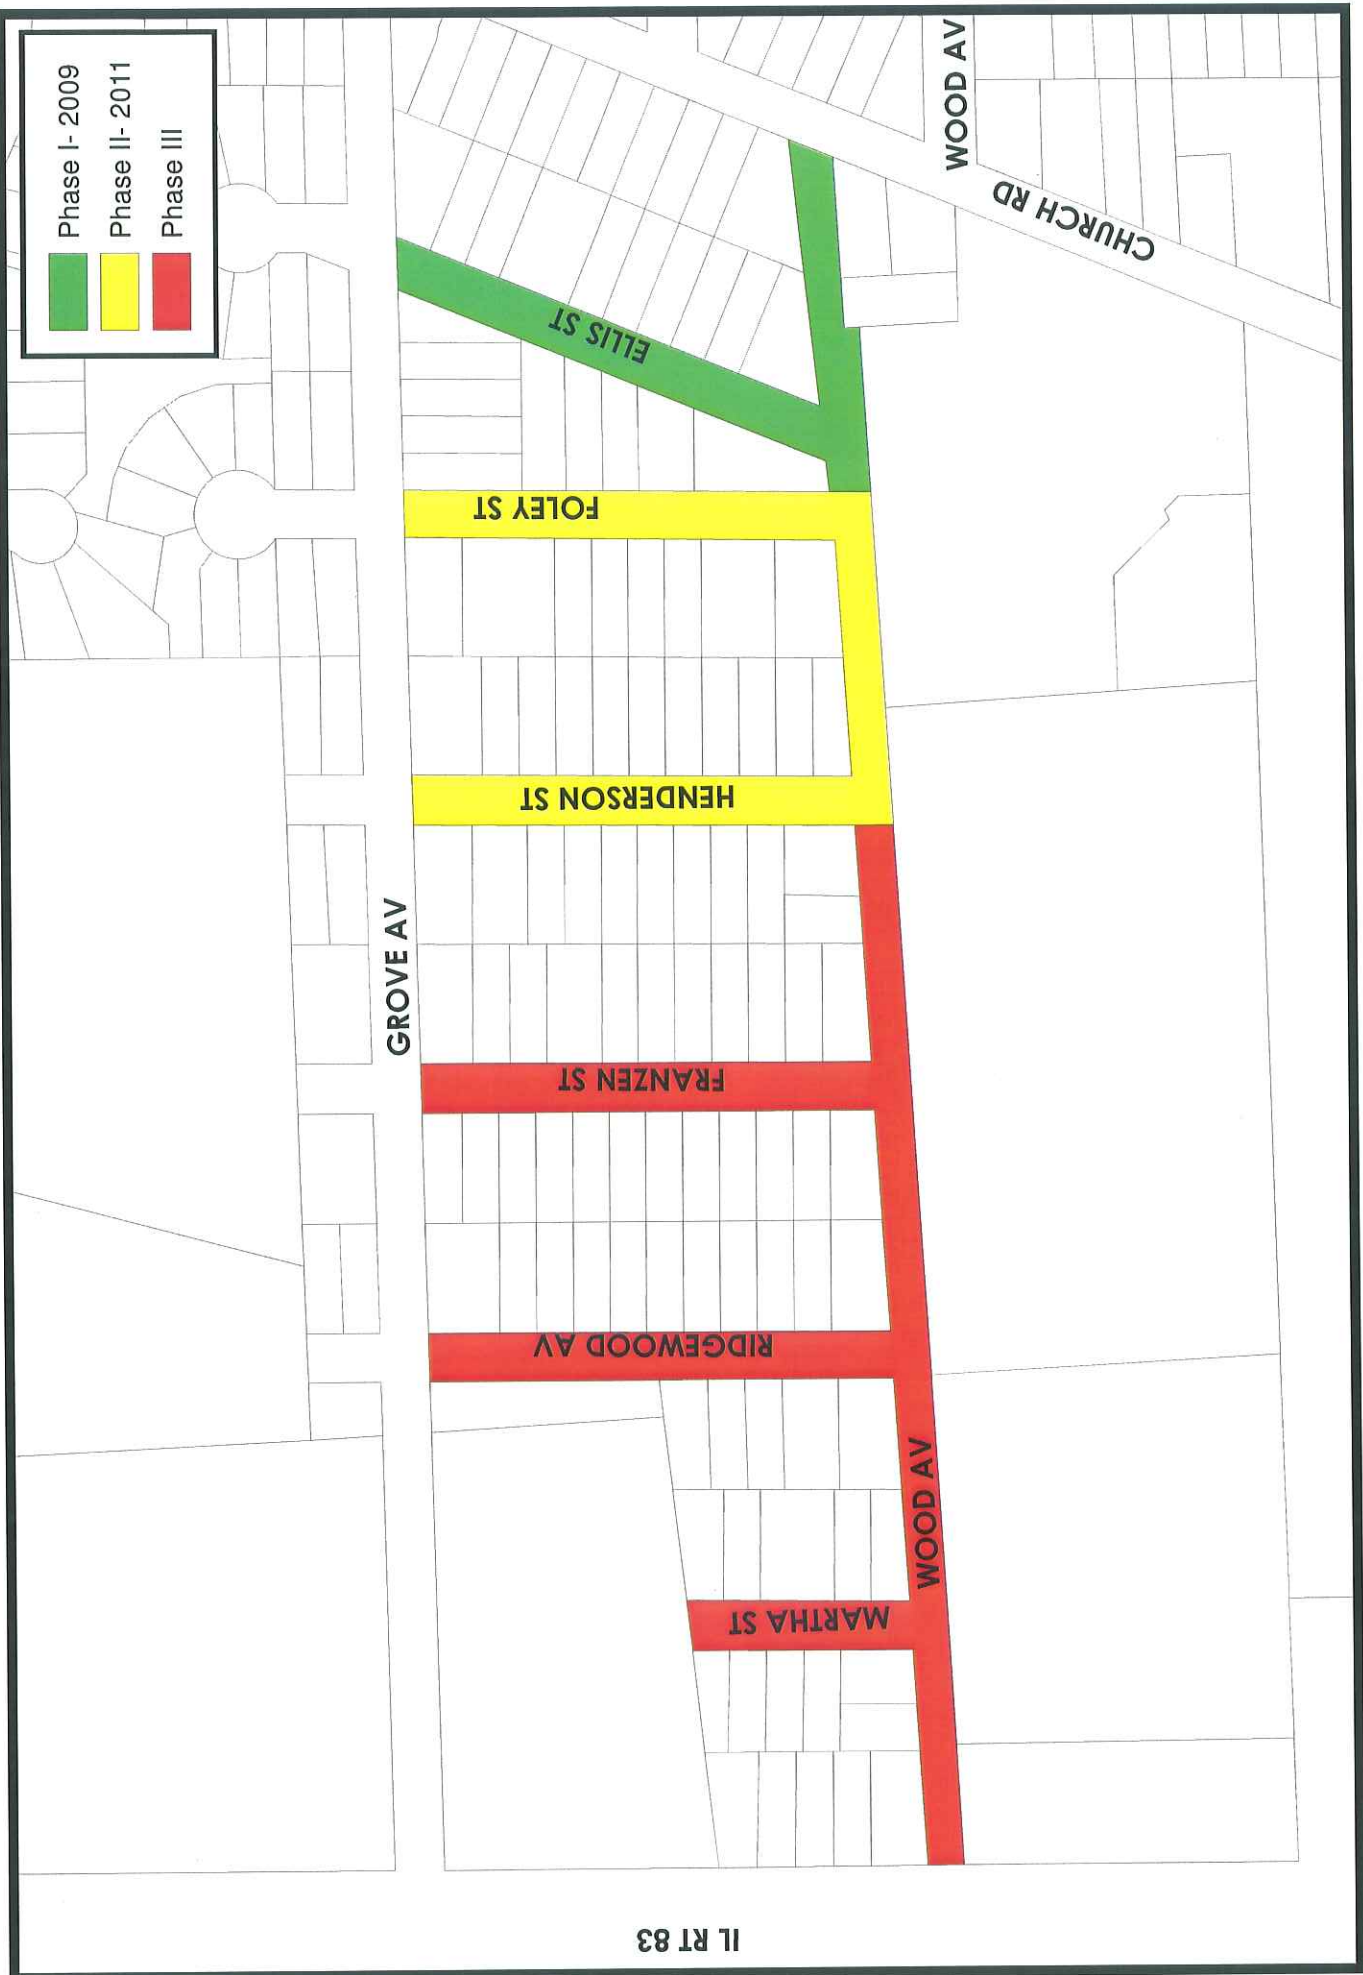 Phase I- 2009
Phase II- 2011
Phase III
WOOD AV
CHURCH RD
ELLIS ST
FOLEY ST
HENDERSON ST
GROVE AV
FRANZEN ST
RIDGEWOOD AV
WOOD AV
MARTHA ST
IL RT 83